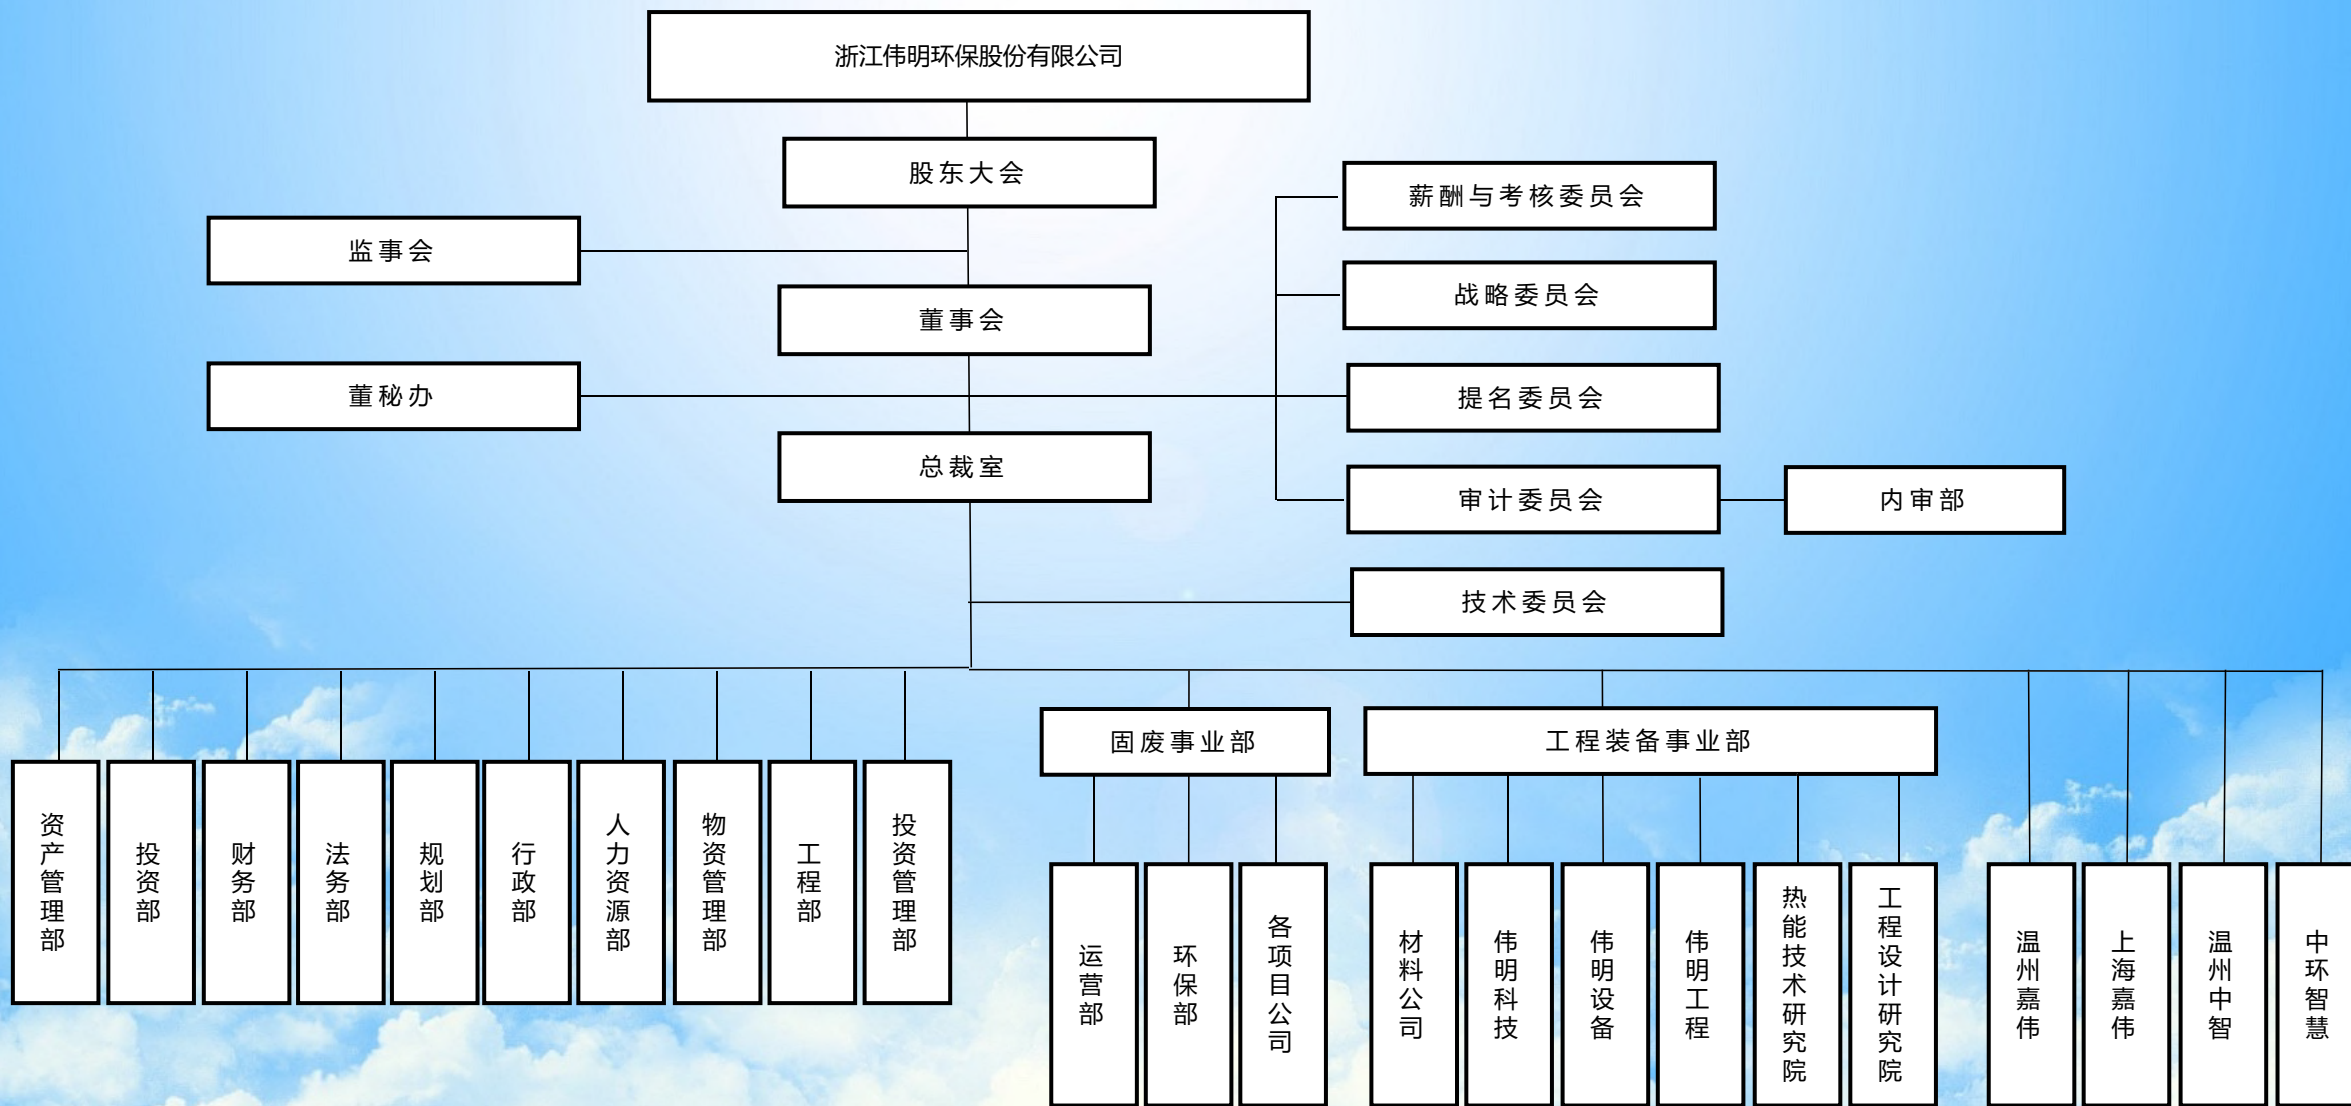 浙江伟明环保股份有限公司
股东大会
薪酬与考核委员会
监事会
战略委员会
董事会
董秘办
提名委员会
总裁室
审计委员会
内审部
技术委员会
固废事业部
工程装备事业部
资产管理部
投资部
财务部
法务部
规划部
行政部
人力资源部
物资管理部
工程部
投资管理部
运营部
环保部
各项目公司
材料公司
伟明科技
伟明设备
伟明工程
热能技术研究院
工程设计研究院
温州嘉伟
上海嘉伟
温州中智
中环智慧